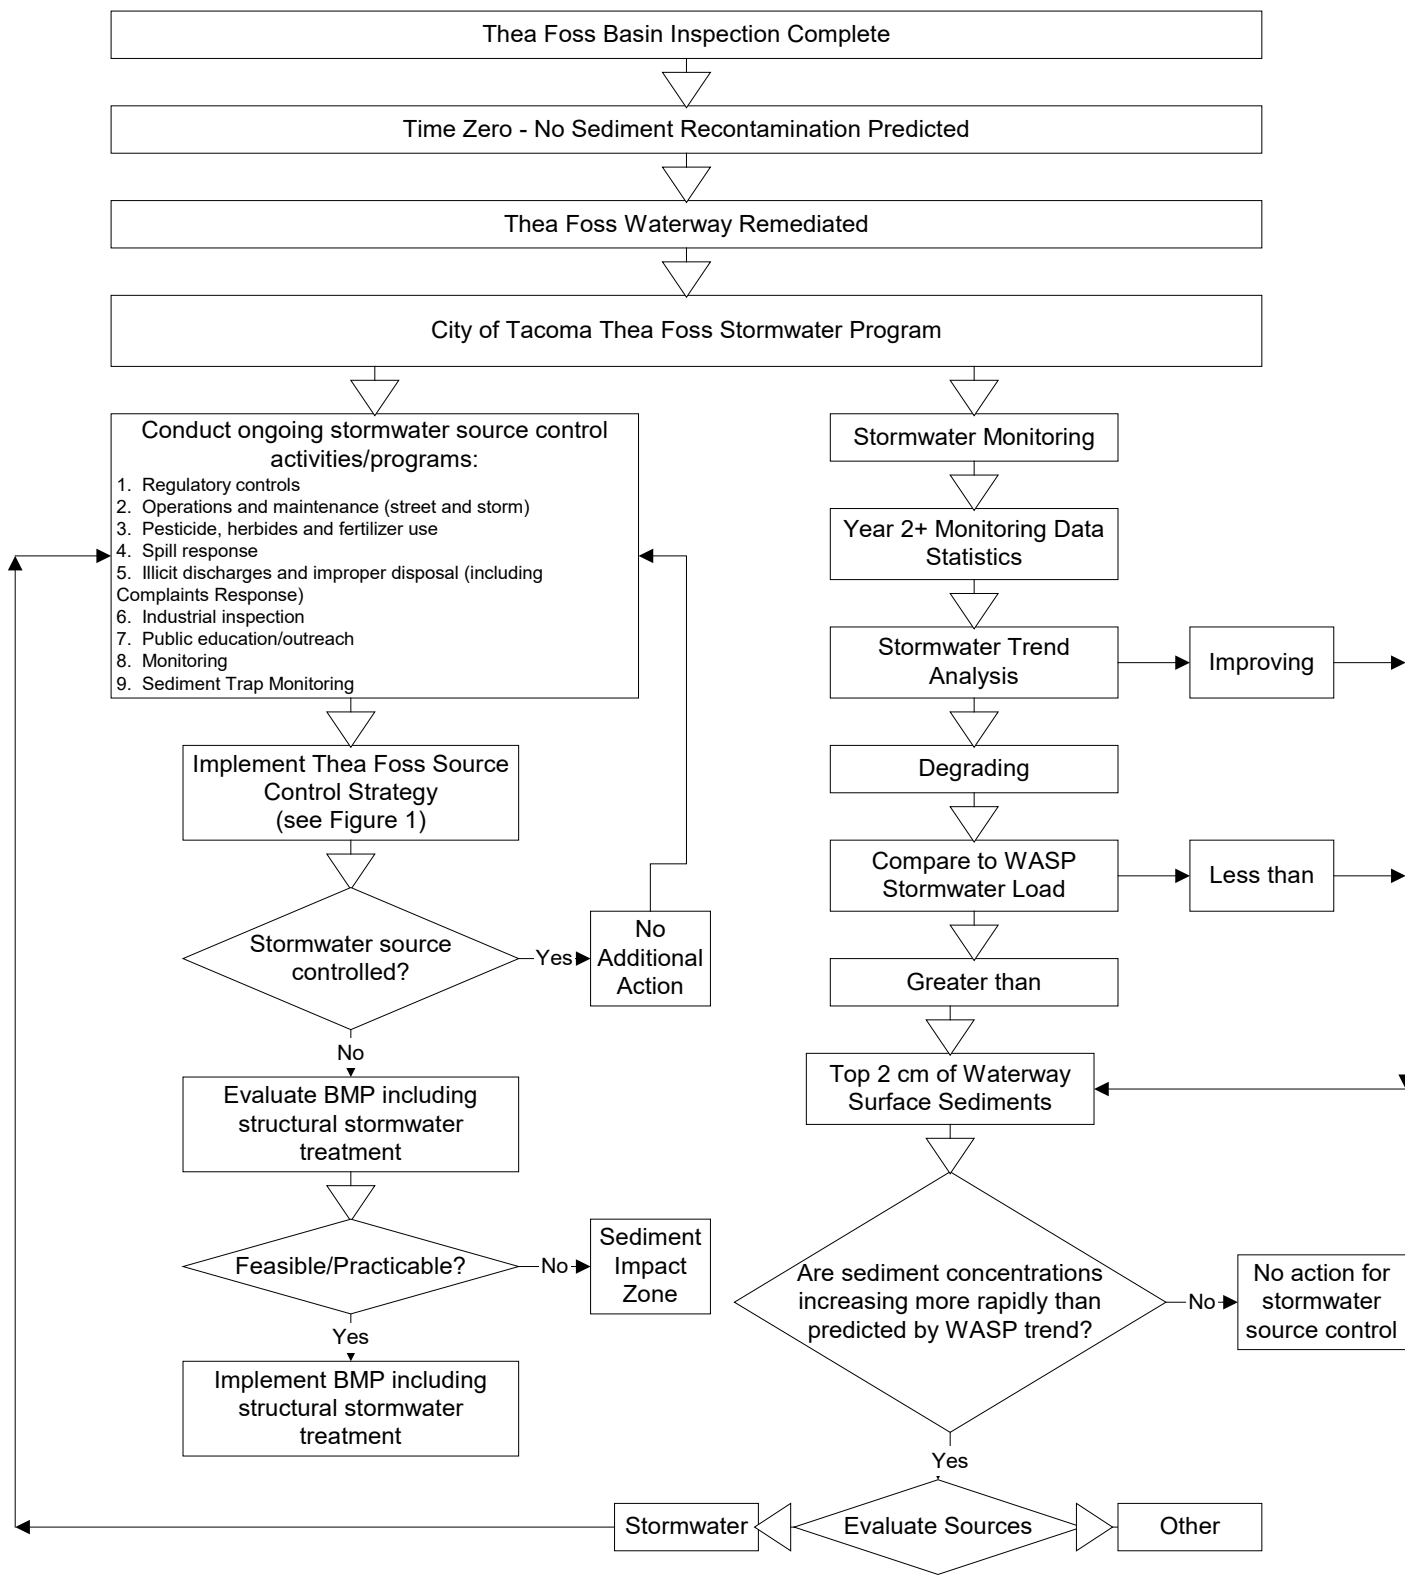 Thea Foss Basin Inspection Complete
Time Zero - No Sediment Recontamination Predicted
Thea Foss Waterway Remediated
City of Tacoma Thea Foss Stormwater Program
Conduct ongoing stormwater source control
activities/programs:
1. Regulatory controls
2. Operations and maintenance (street and storm)
3. Pesticide, herbides and fertilizer use
4. Spill response
5. Illicit discharges and improper disposal (including
Complaints Response)
6. Industrial inspection
7. Public education/outreach
8. Monitoring
9. Sediment Trap Monitoring
Implement Thea Foss Source
Control Strategy
(see Figure 1)
Stormwater source
controlled?
Yes
No
Additional
Action
No
Evaluate BMP including
structural stormwater
treatment
Feasible/Practicable?
No
Sediment
Impact
Zone
Yes
Implement BMP including
structural stormwater
treatment
Stormwater Monitoring
Year 2+ Monitoring Data
Statistics
Stormwater Trend
Analysis
Improving
Degrading
Compare to WASP
Stormwater Load
Less than
Greater than
Top 2 cm of Waterway
Surface Sediments
Are sediment concentrations
increasing more rapidly than
predicted by WASP trend?
No
No action for
stormwater
source control
Yes
Stormwater
Evaluate Sources
Other